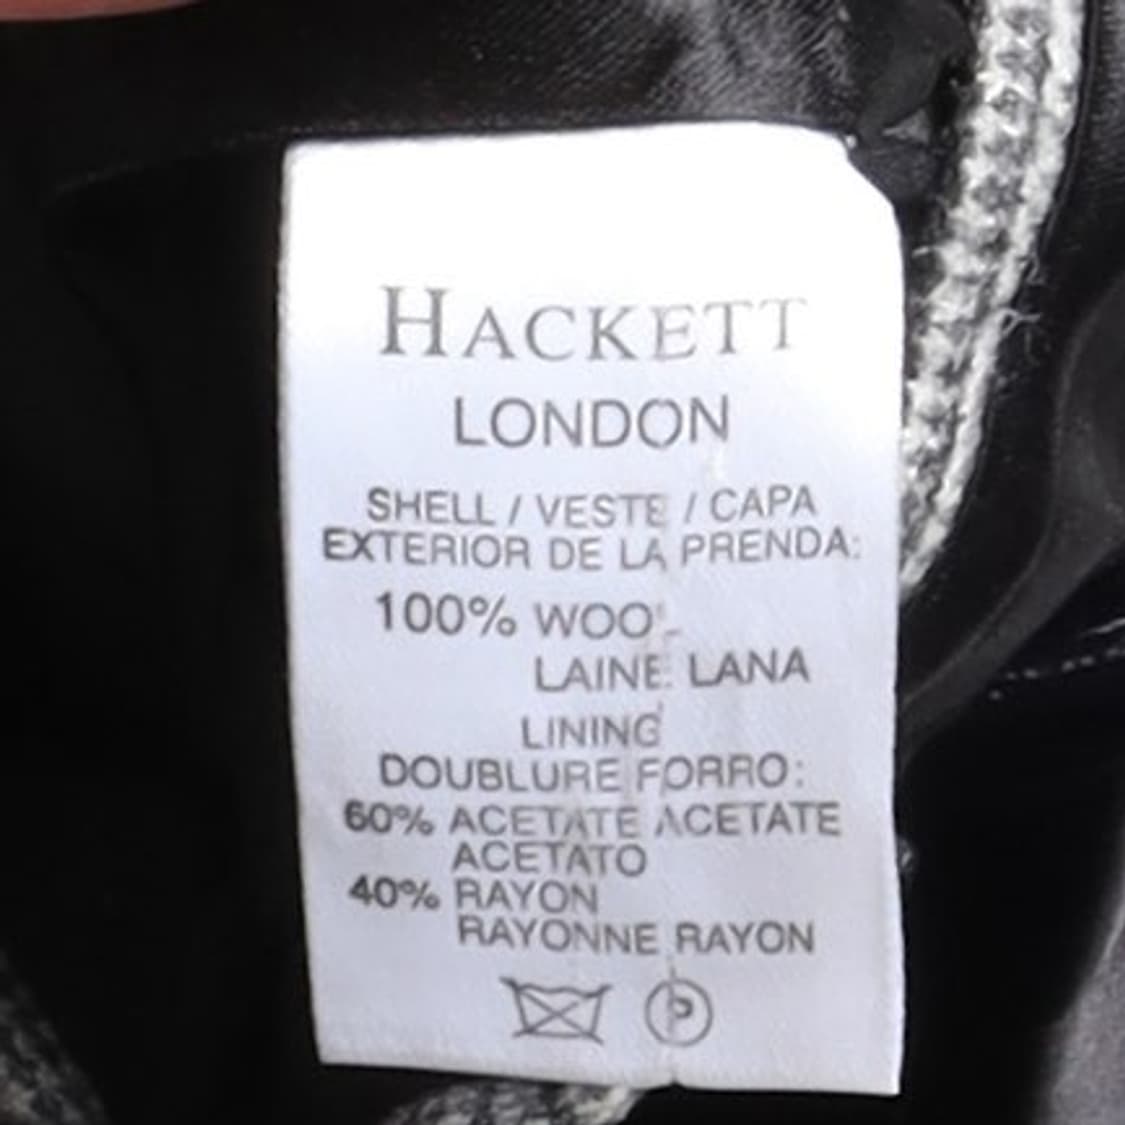 HACKETT
LONDON
SHELL / VESTE / CAPA
EXTERIOR DE LA PRENDA:
100% WOOL
LAINE LANA
LINING
DOUBLURE FORRO:
60% ACETATE ACETATE
ACETATO
40% RAYON
RAYONNE RAYON
P